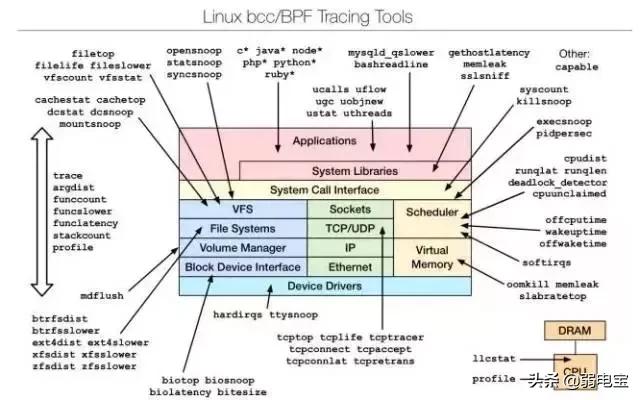 Linux bcc/BPF Tracing Tools
filetop
filelife fileslower
vfscount vfsstat
opensnoop
statsnoop
syncsnoop
c* java* node*
php* python*
ruby*
mysqld_qslower
bashreadline
gethostlatency
memleak
sslsniff
Other:
capable
cachestat cachetop
dcstat dcsnoop
mountsnoop
ucalls uflow
ugc uobjnew
ustat uthreads
syscount
killsnoop
execsnoop
pidpersec
trace
argdist
funccount
funcslower
funclatency
stackcount
profile
Applications
System Libraries
System Call Interface
VFS
Sockets
Scheduler
File Systems
TCP/UDP
Volume Manager
IP
Virtual
Memory
Block Device Interface
Ethernet
Device Drivers
cpudist
runqlat runqlen
deadlock_detector
cpuunclaimed
offcputime
wakeuptime
offwaketime
softirqs
oomkill memleak
slabratetop
mdflush
hardirqs ttysnoop
btrfsdist
btrfsslower
ext4dist ext4slower
xfsdist xfsslower
zfsdist zfsslower
biotop biosnoop
biolatency bitesize
tcptop tcplife tcptracer
tcpconnect tcpaccept
tcpconnlat tcpretrans
DRAM
llcstat
CPU
profile
头条 @弱电宝